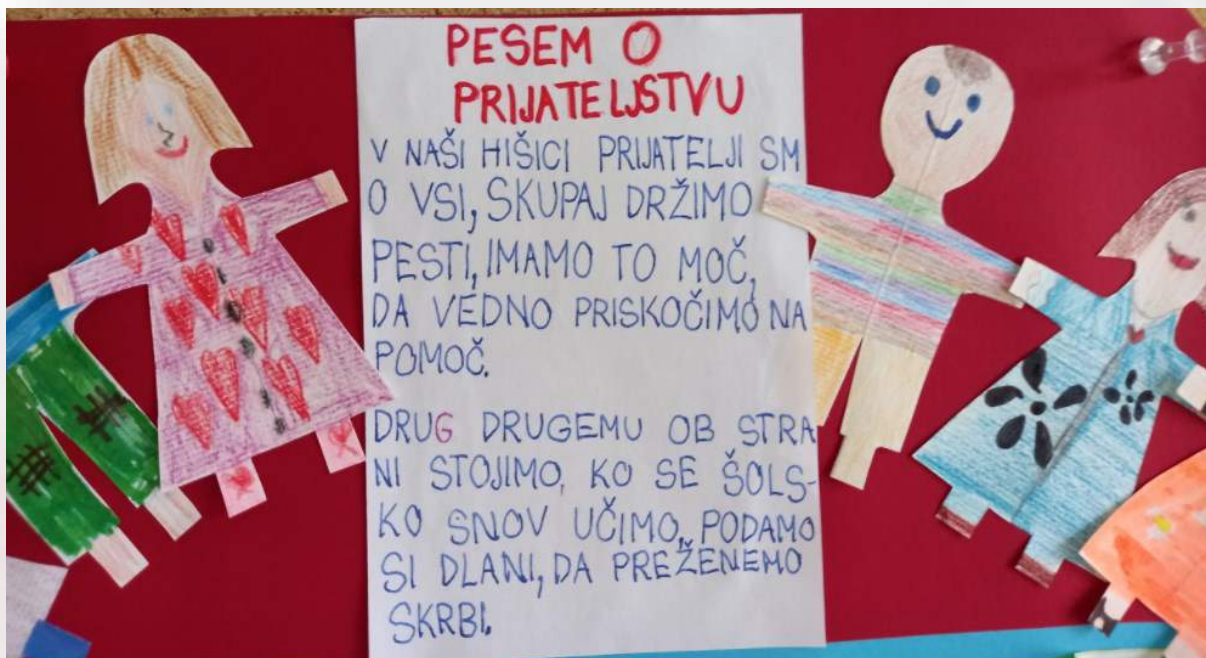 PESEM O
PRIJATELJSTVU
V NAŠI HIŠICI PRIJATELJI SM
O VSI, SKUPAJ DRŽIMO
PESTI, IMAMO TO MOČ,
DA VEDNO PRISKOČIMO NA
POMOČ.
DRUG DRUGEMU OB STRA
NI STOJIMO, KO SE ŠOLS-
KO SNOV UČIMO, PODAMO
SI DLANI, DA PREŽENEMO
SKRBI.